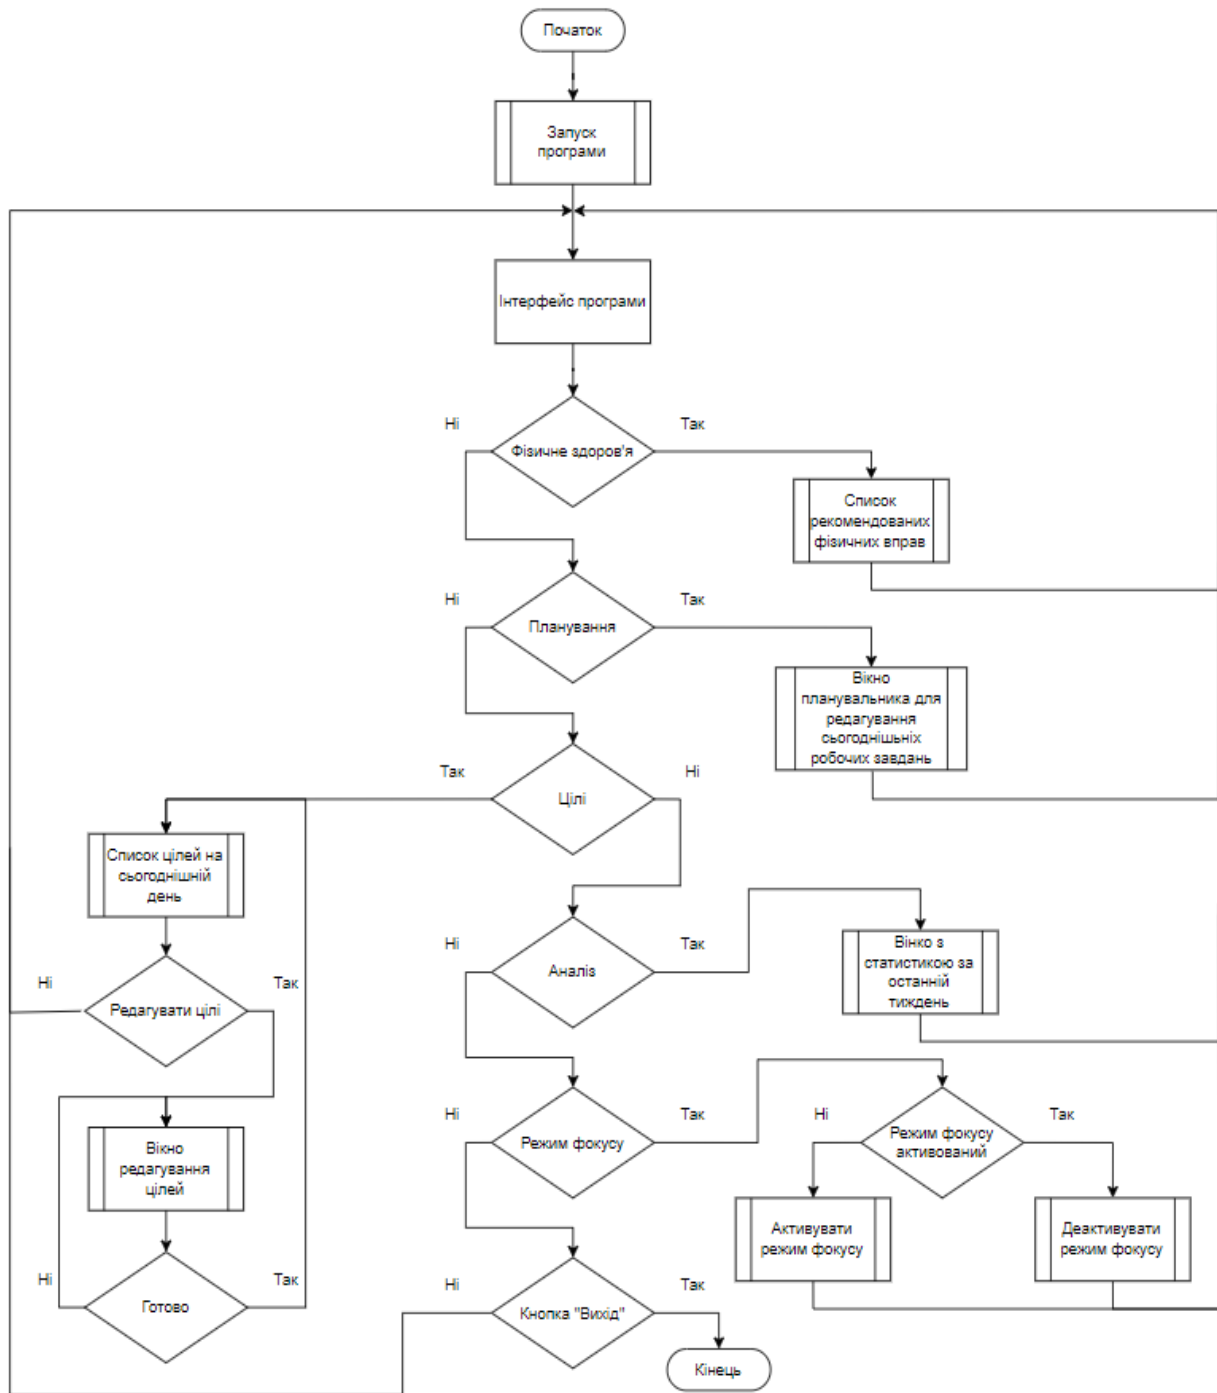 Початок
Запуск
програми
Інтерфейс програми
Ні
Так
Фізичне здоров'я
Список
рекомендованих
фізичних вправ
Ні
Так
Планування
Вікно
планувальника для
редагування
сьогоднішніх
робочих завдань
Так
Ні
Цілі
Список цілей на
сьогоднішній
день
Ні
Так
Аналіз
Вінко з
статистикою за
останній
тиждень
Ні
Так
Редагувати цілі
Ні
Так
Режим фокусу
Ні
Так
Режим фокусу
активований
Вікно
редагування
цілей
Активувати
режим фокусу
Деактивувати
режим фокусу
Ні
Так
Готово
Ні
Так
Кнопка "Вихід"
Кінець